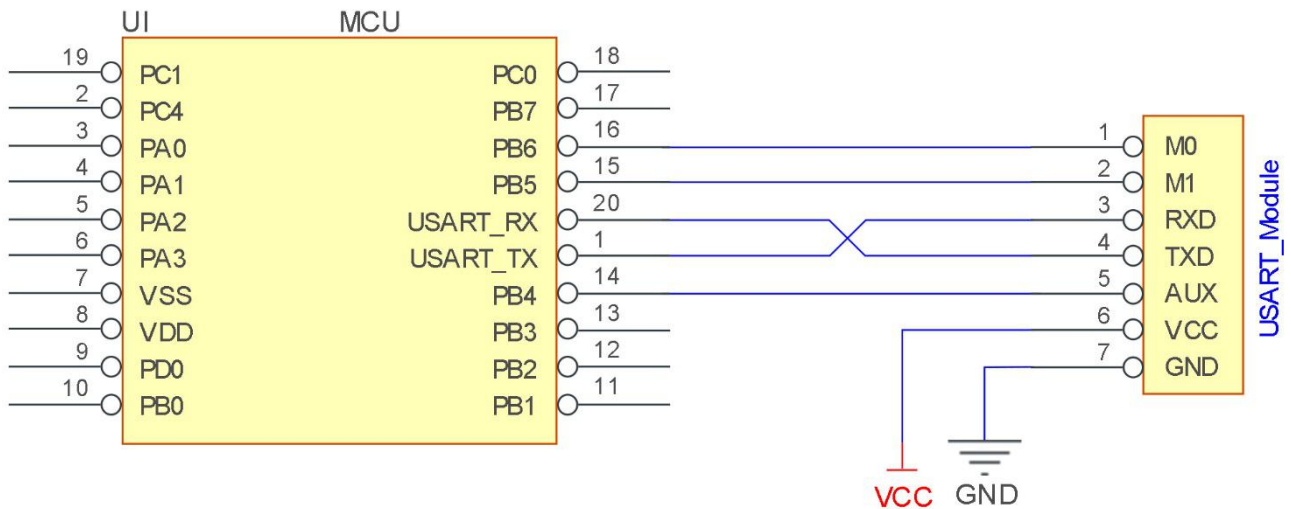 UI MCU
19 PC1 PC0 18
2 PC4 PB7 17
3 PA0 PB6 16 1 M0
4 PA1 PB5 15 2 M1
5 PA2 USART_RX 20 3 RXD
6 PA3 USART_TX 1 4 TXD
7 VSS PB4 14 5 AUX
8 VDD PB3 13 6 VCC
9 PD0 PB2 12 7 GND
10 PB0 PB1 11
USART_Module
VCC GND